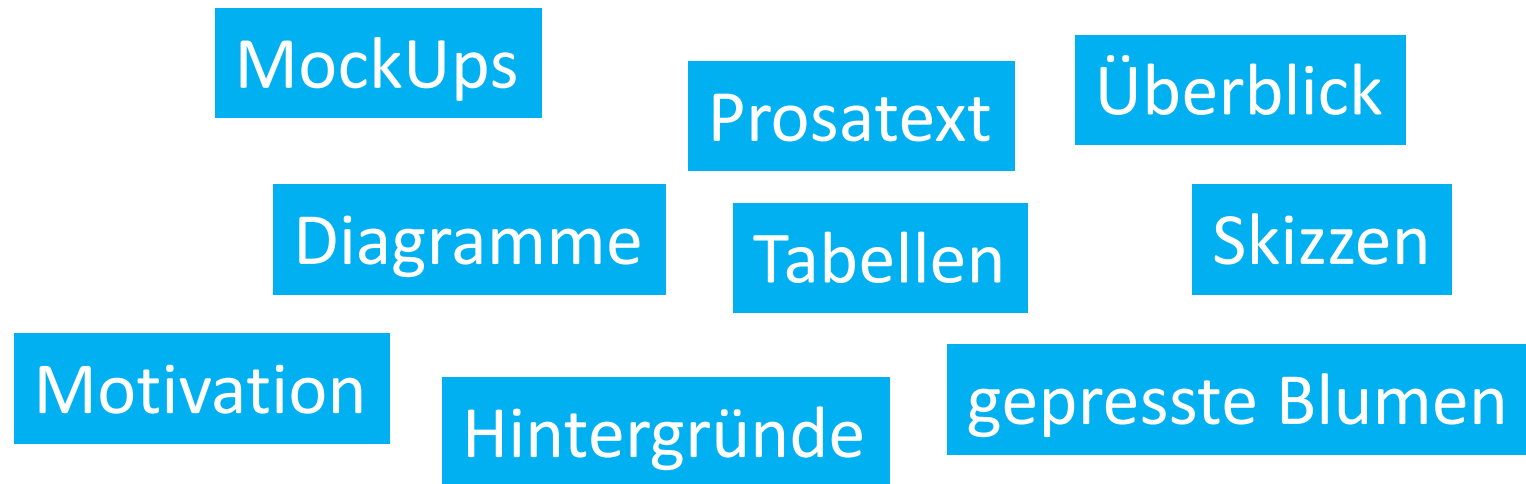 MockUps
Prosatext
Überblick
Diagramme
Tabellen
Skizzen
Motivation
Hintergründe
gepresste Blumen